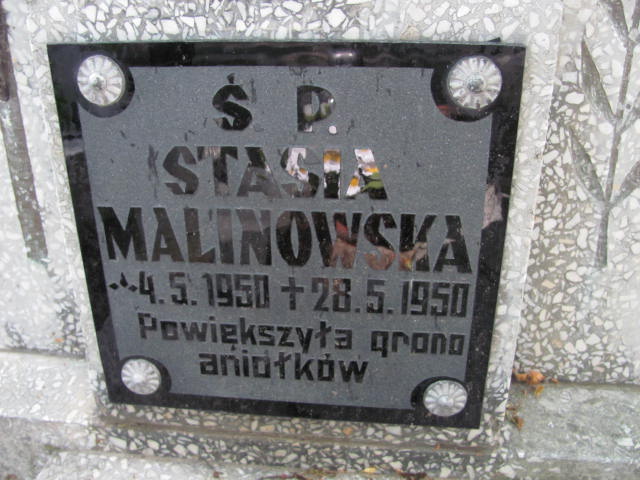 Ś P.
STASIA
MALINOWSKA
4.5.1950 + 28.5.1950
Powiększyła grono
aniołków